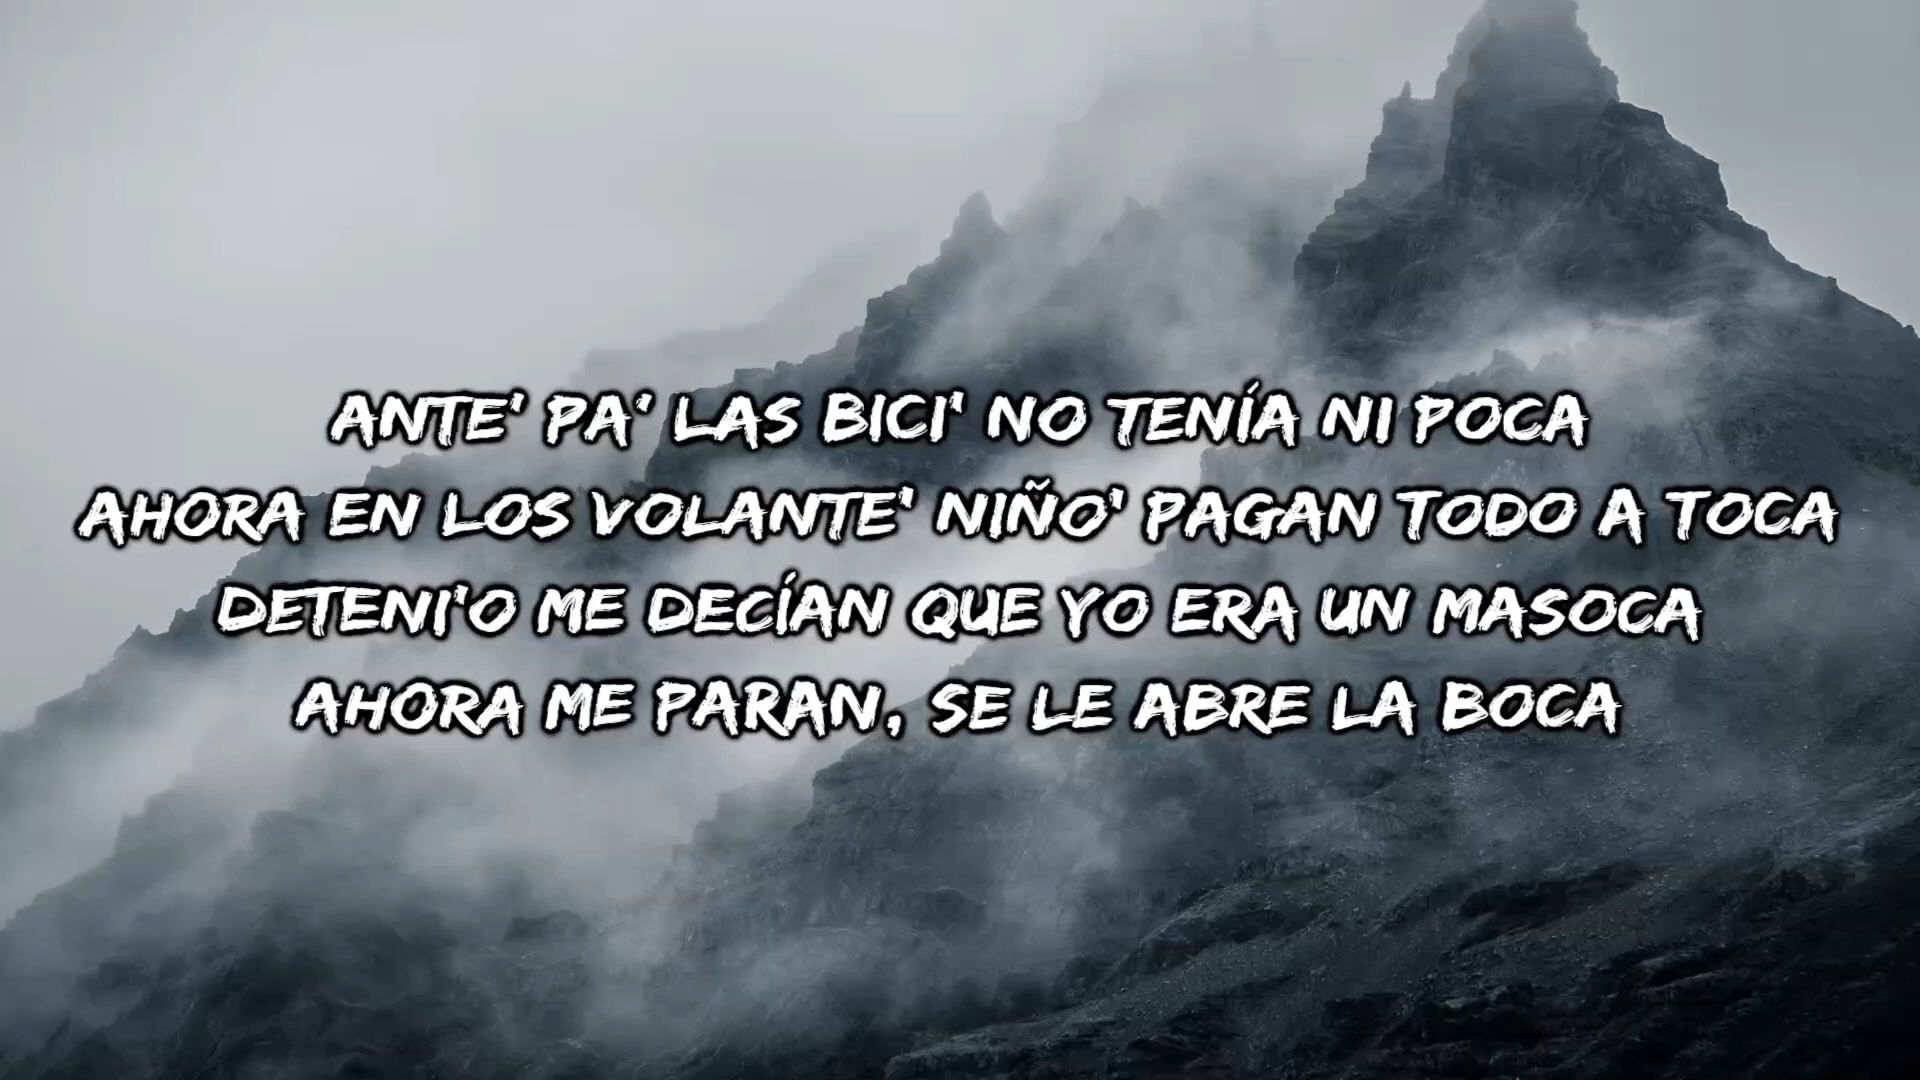 ANTE' PA' LAS BICI' NO TENÍA NI POCA
AHORA EN LOS VOLANTE' NIÑO' PAGAN TODO A TOCA
DETENI'O ME DECÍAN QUE YO ERA UN MASOCA
AHORA ME PARAN, SE LE ABRE LA BOCA